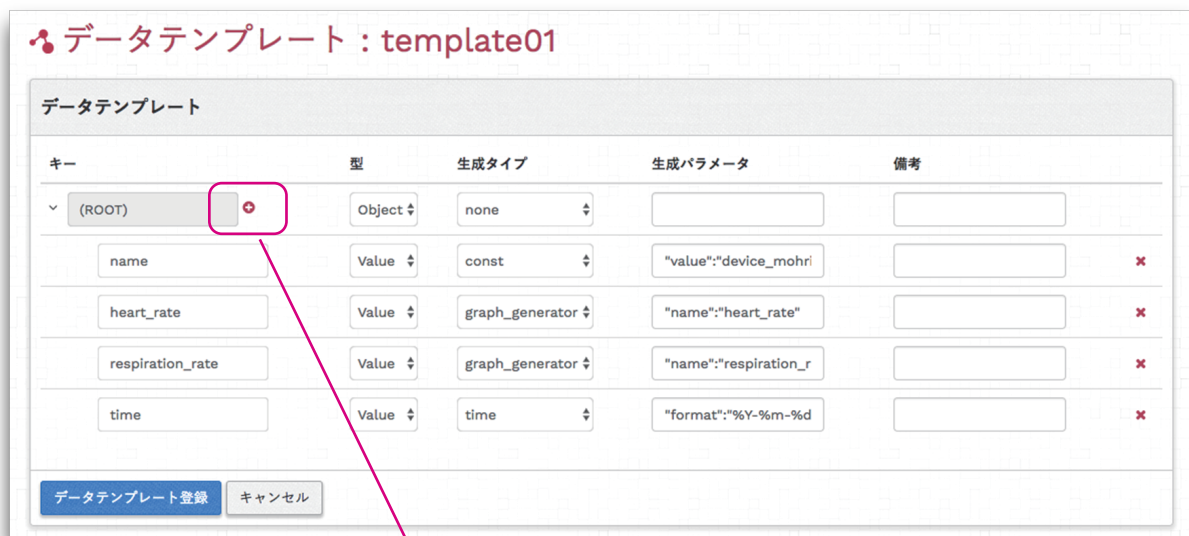 データテンプレート : template01
データテンプレート
キー 型 生成タイプ 生成パラメータ 備考
(ROOT) Object none
name Value const "value":"device_mohri
heart_rate Value graph_generator "name":"heart_rate"
respiration_rate Value graph_generator "name":"respiration_r
time Value time "format":"%Y-%m-%d
データテンプレート登録 キャンセル